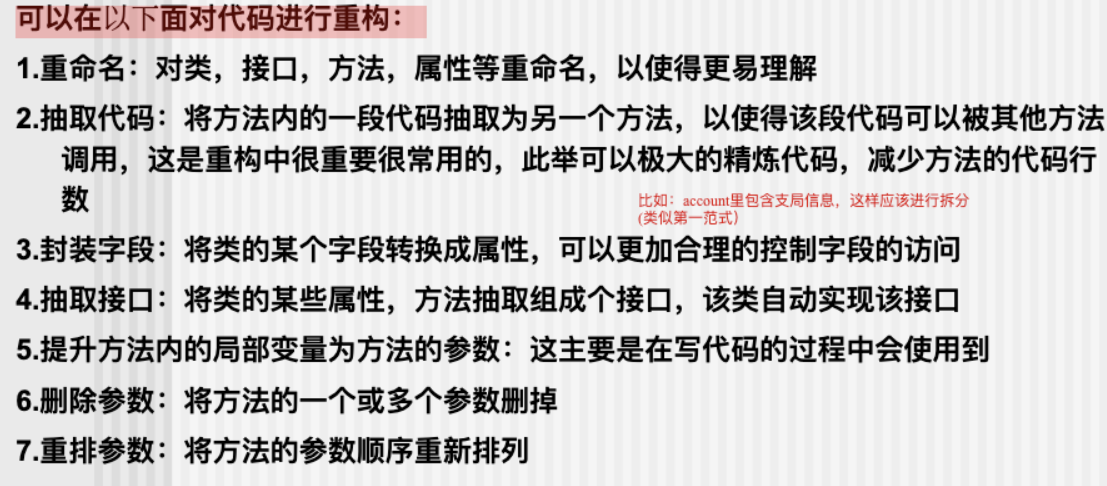 可以在以下面对代码进行重构：
1.重命名：对类，接口，方法，属性等重命名，以使得更易理解
2.抽取代码：将方法内的一段代码抽取为另一个方法，以使得该段代码可以被其他方法
调用，这是重构中很重要很常用的，此举可以极大的精炼代码，减少方法的代码行
数
比如：account里包含支局信息，这样应该进行拆分
(类似第一范式）
3.封装字段：将类的某个字段转换成属性，可以更加合理的控制字段的访问
4.抽取接口：将类的某些属性，方法抽取组成个接口，该类自动实现该接口
5.提升方法内的局部变量为方法的参数：这主要是在写代码的过程中会使用到
6.删除参数：将方法的一个或多个参数删掉
7.重排参数：将方法的参数顺序重新排列